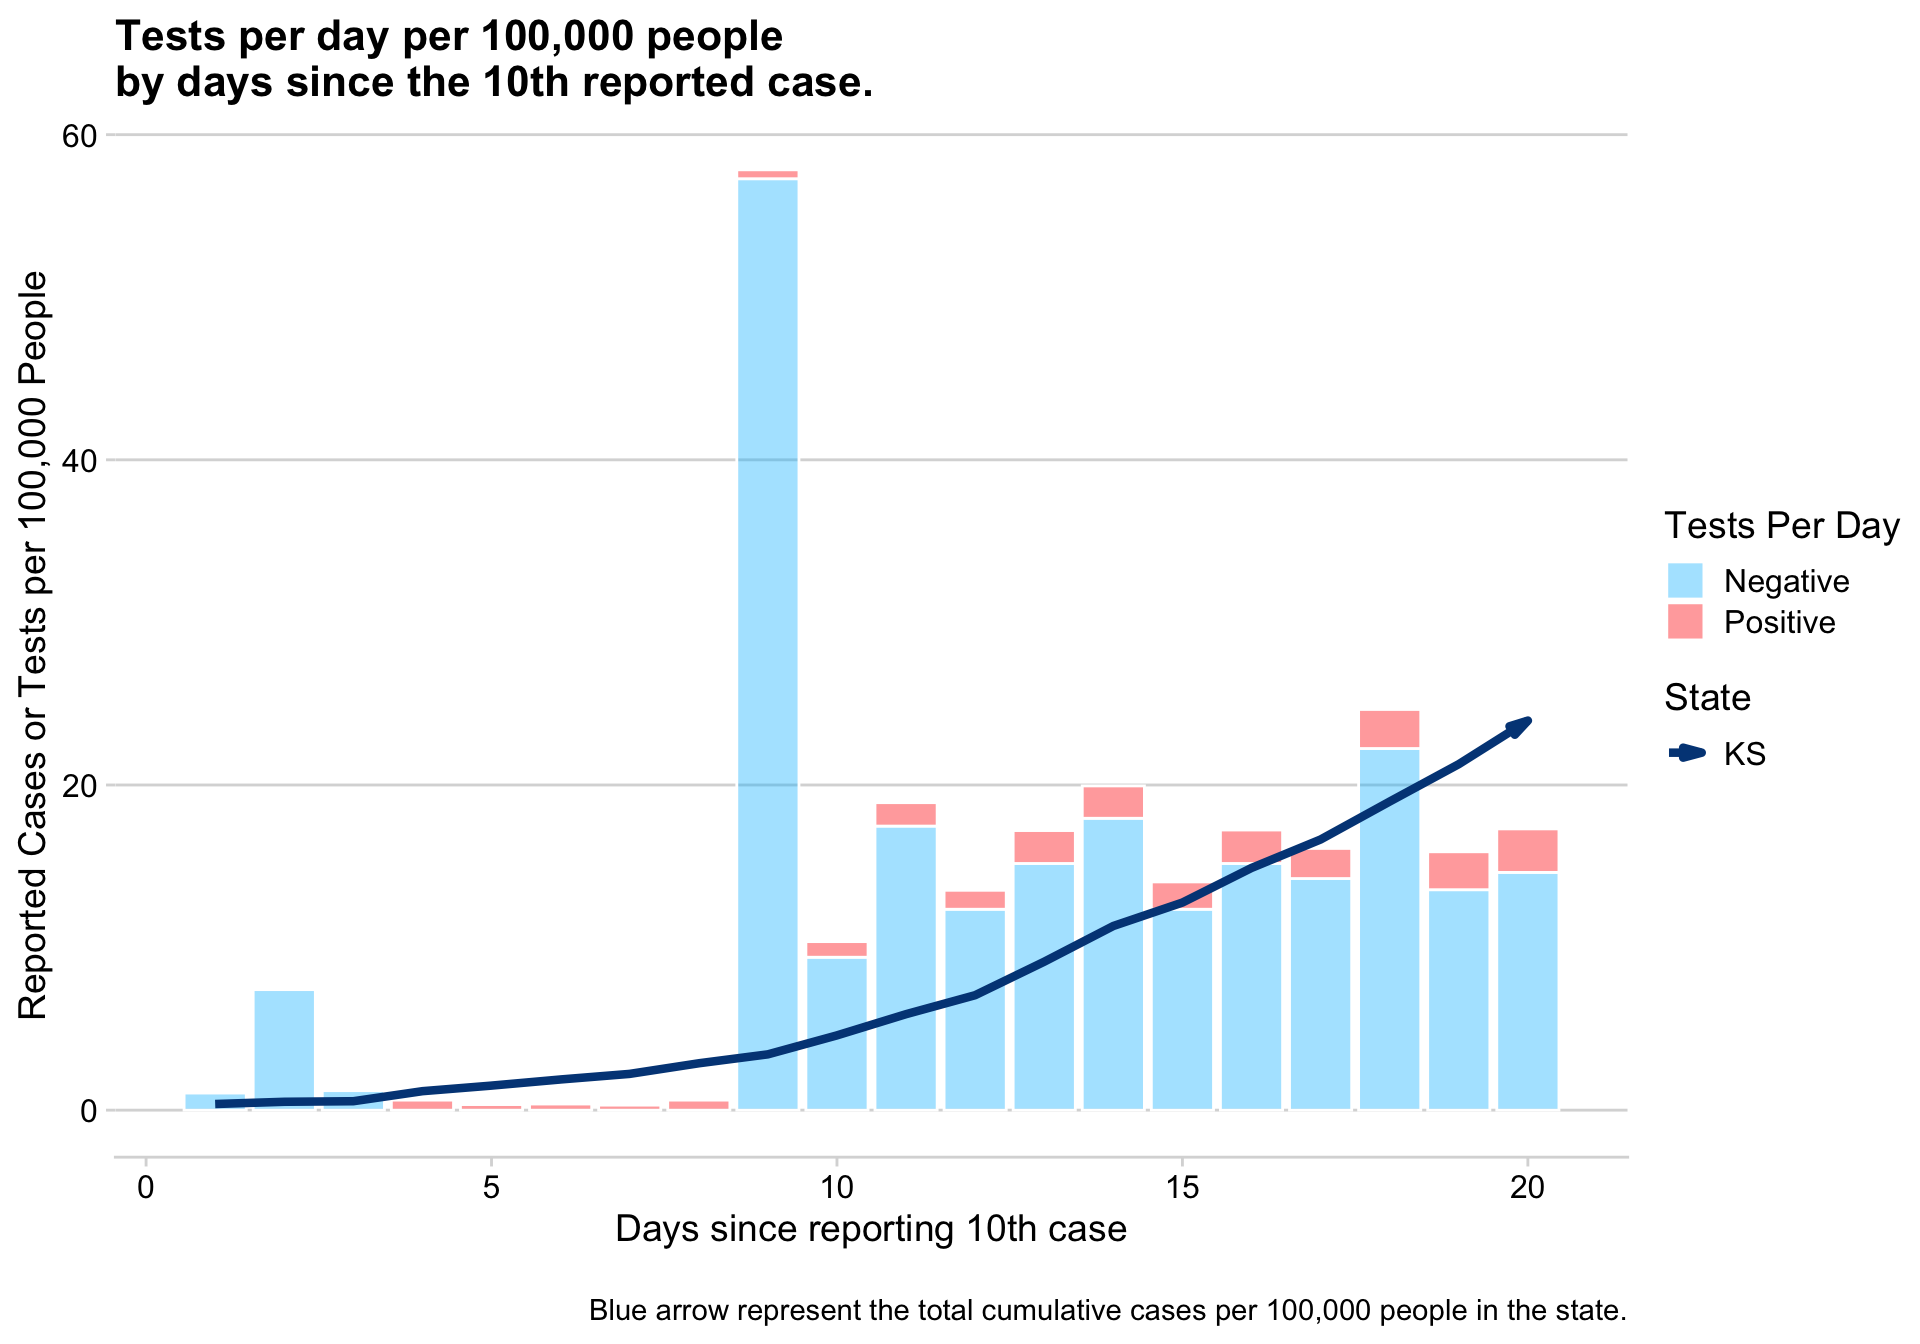 Tests per day per 100,000 people
by days since the 10th reported case.
Reported Cases or Tests per 100,000 People
60
40
20
0
0
5
10
15
20
Days since reporting 10th case
Tests Per Day
Negative
Positive
State
KS
Blue arrow represent the total cumulative cases per 100,000 people in the state.